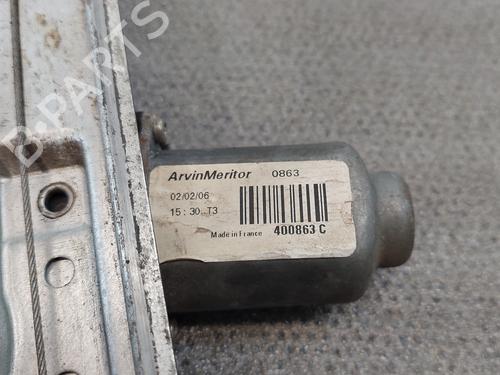 B-PARTS
ArvinMeritor 0863
02/02/06
15:30 T3
Made in France 400863 C